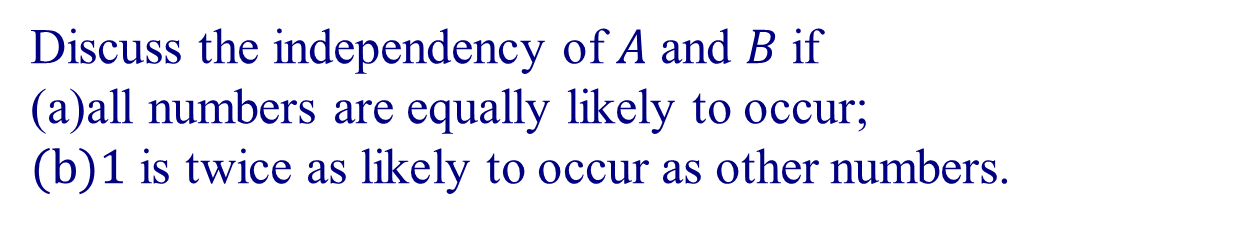 Discuss the independency of A and B if
(a)all numbers are equally likely to occur;
(b)1 is twice as likely to occur as other numbers.